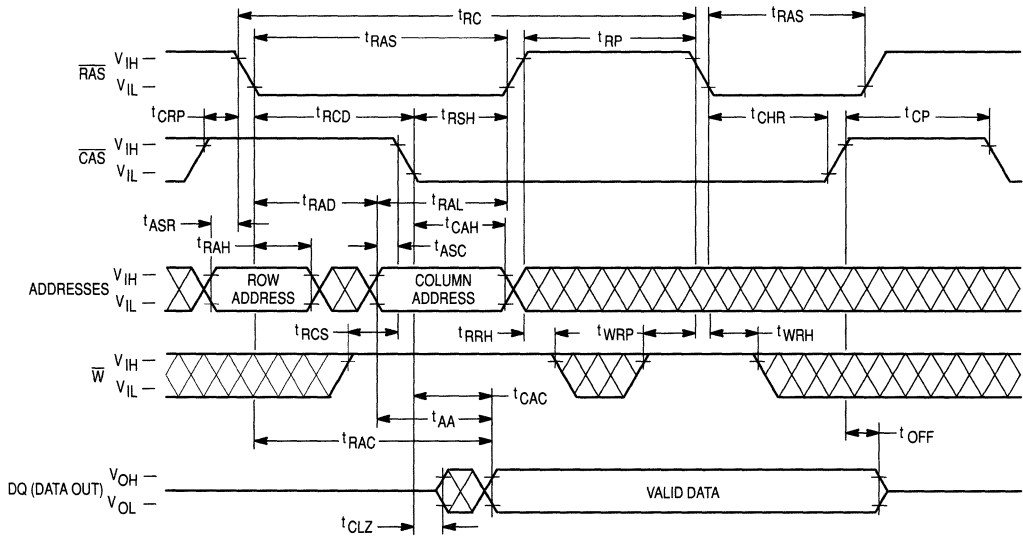 tRC
tRAS
tRP
tRAS
RAS
VIH
VIL
tCRP
tRCD
tRSH
tCHR
tCP
CAS
VIH
VIL
tRAD
tRAL
tASR
tCAH
tRAH
tASC
ADDRESSES
VIH
VIL
ROW ADDRESS
COLUMN ADDRESS
tRCS
tRRH
tWRP
tWRH
W
VIH
VIL
tCAC
tAA
tRAC
tOFF
DQ (DATA OUT)
VOH
VOL
VALID DATA
tCLZ